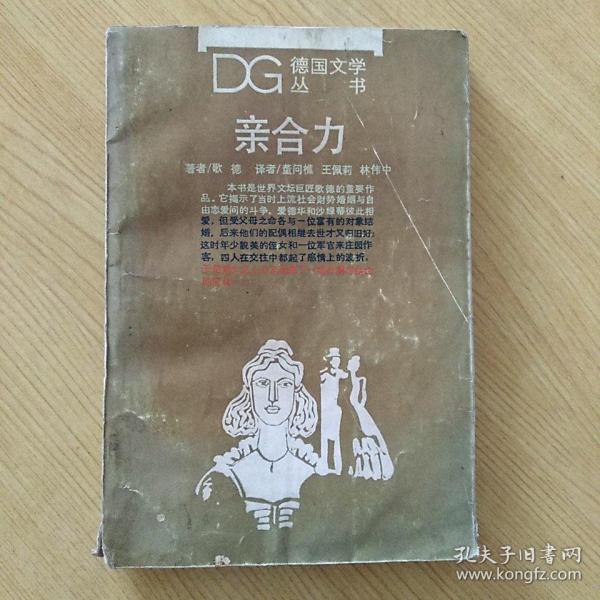 DG 德国文学
丛 书
亲合力
著者/歌 德 译者/董问樵 王佩莉 林伟中
本书是世界文坛巨匠歌德的重要作
品。它揭示了当时上流社会财势婚姻与自
由恋爱间的斗争。爱德华和沙绿蒂彼此相
爱，但受父母之命各与一位富有的对象结
婚，后来他们的配偶相继去世才又归旧好；
这时年少貌美的侄女和一位军官来庄园作
客，四人在交往中都起了感情上的波折。
孔夫子旧书网
www.kongfz.com